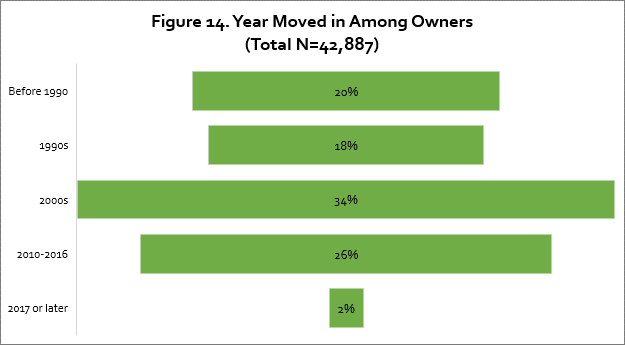 Figure 14. Year Moved in Among Owners
(Total N=42,887)
Before 1990
20%
1990s
18%
2000s
34%
2010-2016
26%
2017 or later
2%